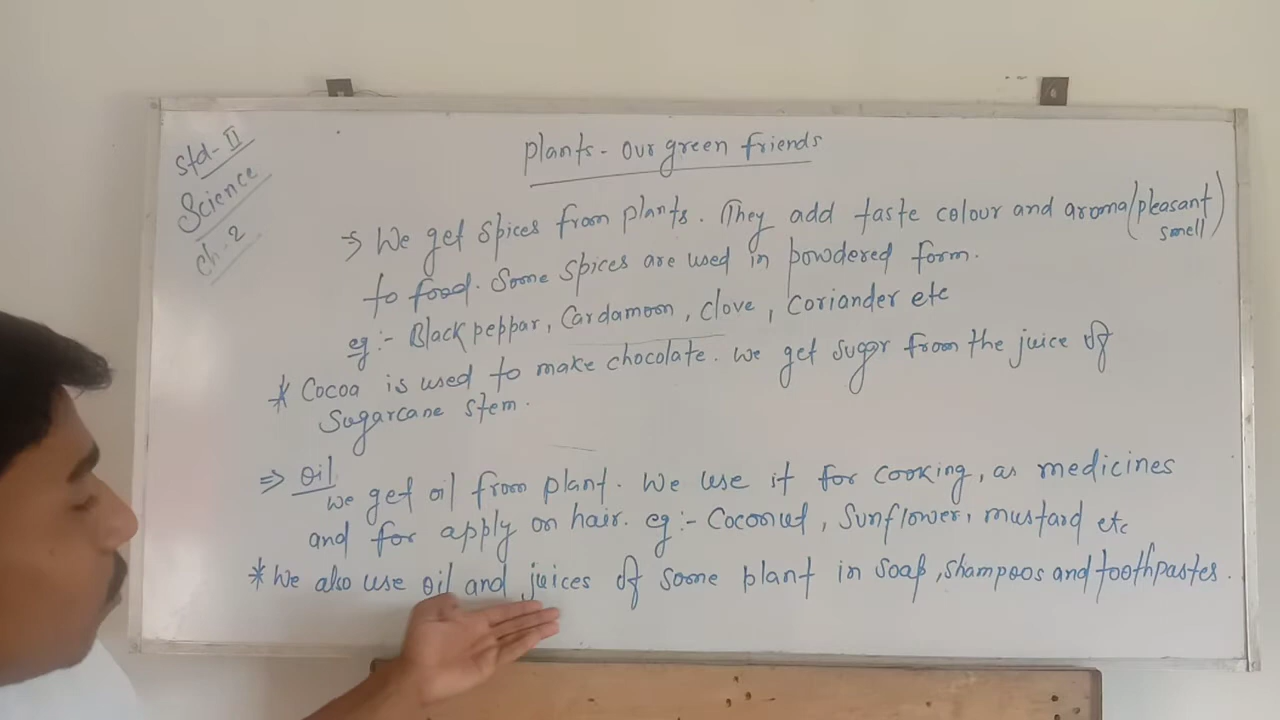 Std-II
Science
Ch-2
Plants - Our green friends
⇒ We get spices from plants. They add taste colour and aroma (pleasant smell)
to food. Some spices are used in powdered form.
eg:- Black peppar, Cardamoon, Clove, Coriander etc
* Cocoa is used to make chocolate. We get sugar from the juice of
Sugarcane stem.
⇒ Oil
We get oil from plant. We use it for cooking, as medicines
and for apply on hair. eg:- Coconut, Sunflower, mustard etc
* We also use oil and juices of some plant in soap, shampoos and toothpastes.